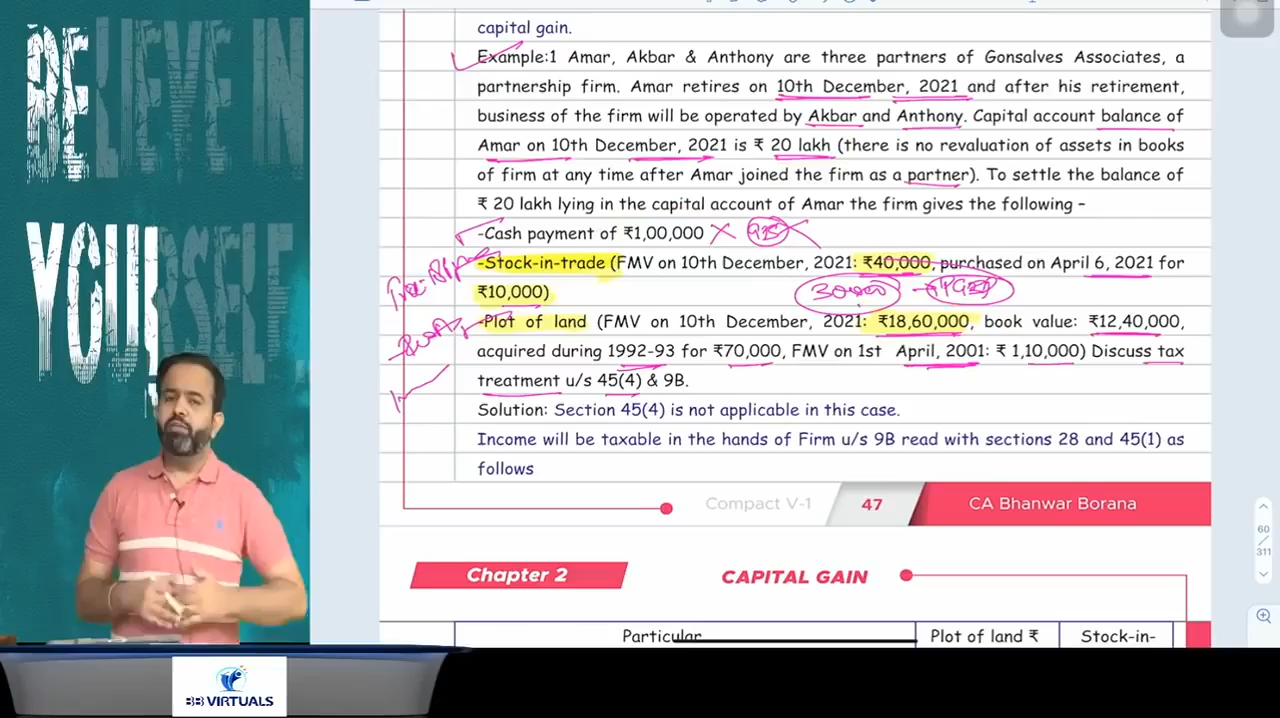 BELIEVE IN
YOURSELF
capital gain.
Example:1 Amar, Akbar & Anthony are three partners of Gonsalves Associates, a
partnership firm. Amar retires on 10th December, 2021 and after his retirement,
business of the firm will be operated by Akbar and Anthony. Capital account balance of
Amar on 10th December, 2021 is ₹ 20 lakh (there is no revaluation of assets in books
of firm at any time after Amar joined the firm as a partner). To settle the balance of
₹ 20 lakh lying in the capital account of Amar the firm gives the following –
-Cash payment of ₹1,00,000
-Stock-in-trade (FMV on 10th December, 2021: ₹40,000, purchased on April 6, 2021 for
₹10,000)
30000
-Plot of land (FMV on 10th December, 2021: ₹18,60,000, book value: ₹12,40,000,
acquired during 1992-93 for ₹70,000, FMV on 1st April, 2001: ₹ 1,10,000) Discuss tax
treatment u/s 45(4) & 9B.
Solution: Section 45(4) is not applicable in this case.
Income will be taxable in the hands of Firm u/s 9B read with sections 28 and 45(1) as
follows
Compact V-1 47 CA Bhanwar Borana
60
/
311
Chapter 2 CAPITAL GAIN
Particular Plot of land ₹ Stock-in-
BB VIRTUALS